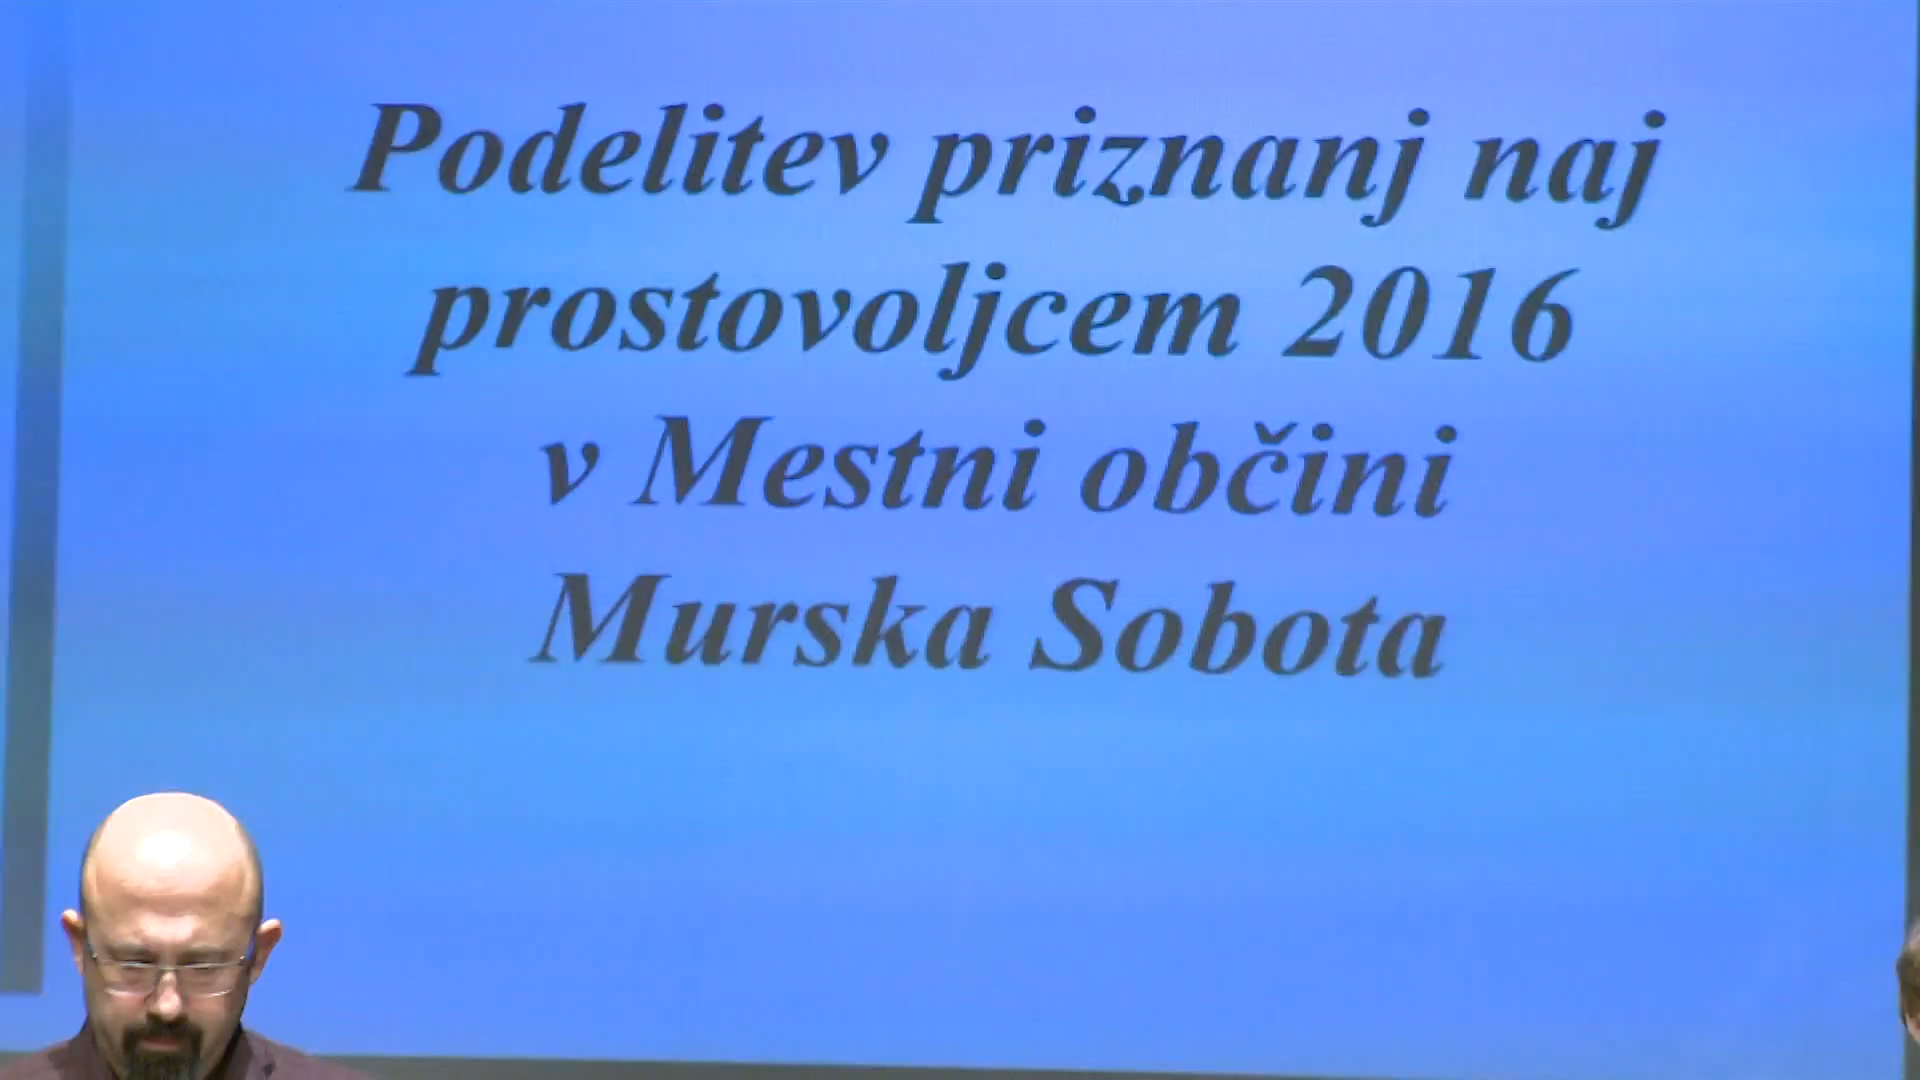 Podelitev priznanj naj
prostovoljcem 2016
v Mestni občini
Murska Sobota